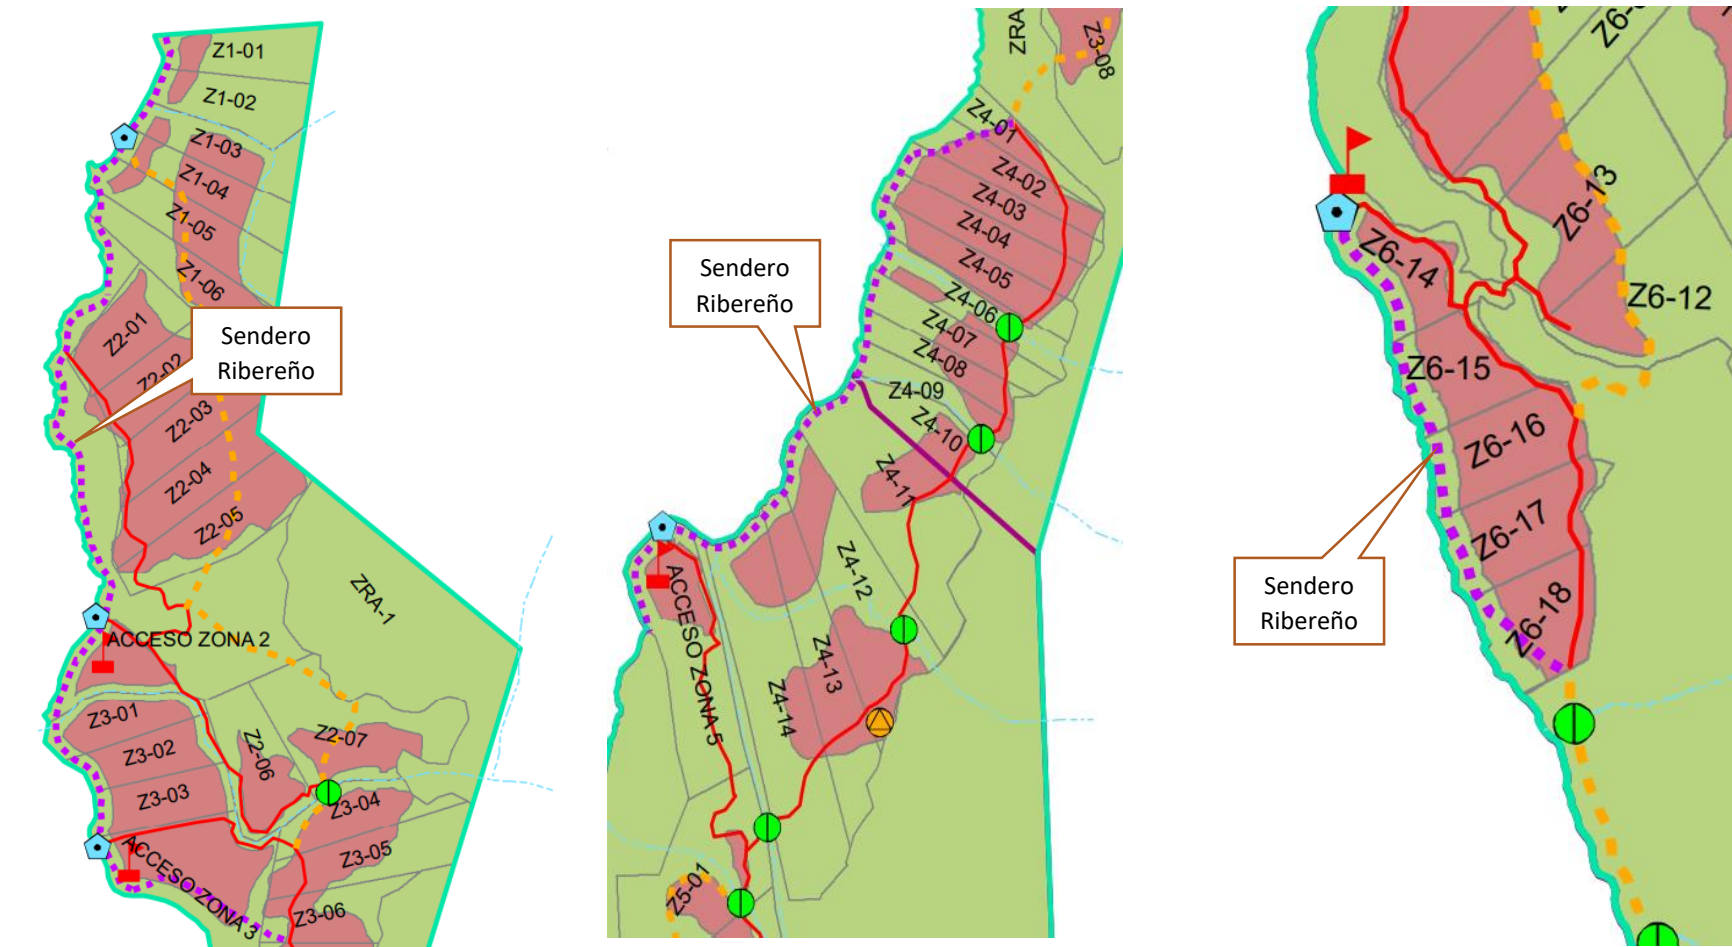 Z1-01
Z1-02
Z1-03
Z1-04
Z1-05
Z1-06
Z2-01
Z2-02
Sendero
Ribereño
Z2-03
Z2-04
Z2-05
ZRA-1
ACCESO ZONA 2
Z3-01
Z3-02
Z3-03
Z2-06
Z2-07
Z3-04
Z3-05
Z3-06
ACCESO ZONA 3
ZRA
Z3-08
Z4-01
Z4-02
Z4-03
Z4-04
Z4-05
Z4-06
Z4-07
Z4-08
Z4-09
Z4-10
Z4-11
Sendero
Ribereño
Z4-12
Z4-13
Z4-14
ACCESO ZONA 5
Z5-01
Z6-13
Z6-12
Z6-14
Z6-15
Z6-16
Z6-17
Z6-18
Sendero
Ribereño